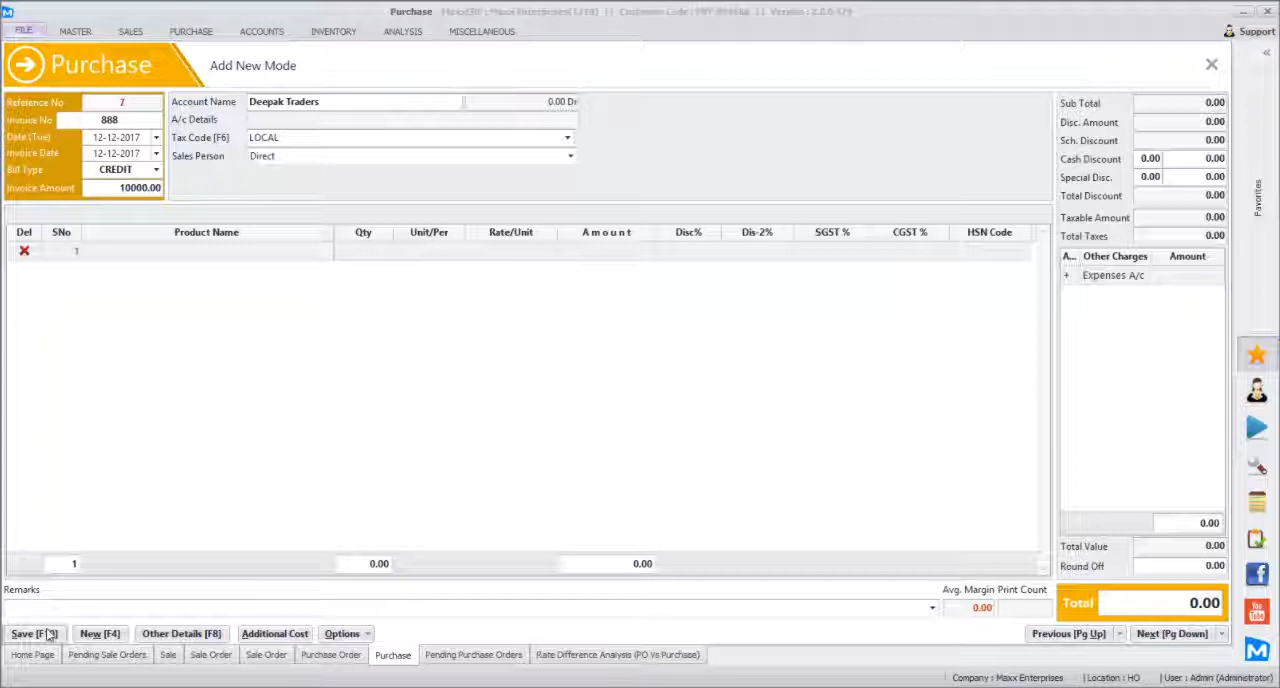 Purchase
FILE MASTER SALES PURCHASE ACCOUNTS INVENTORY ANALYSIS MISCELLANEOUS
Support
Purchase Add New Mode
Reference No 7
Invoice No 888
Date (Tue) 12-12-2017
Invoice Date 12-12-2017
Bill Type CREDIT
Invoice Amount 10000.00
Account Name Deepak Traders 0.00 Dr
A/c Details
Tax Code [F6] LOCAL
Sales Person Direct
Sub Total 0.00
Disc. Amount 0.00
Sch. Discount 0.00
Cash Discount 0.00 0.00
Special Disc. 0.00 0.00
Total Discount 0.00
Taxable Amount 0.00
Total Taxes 0.00
Favorites
Del SNo Product Name Qty Unit/Per Rate/Unit Amount Disc% Dis-2% SGST % CGST % HSN Code
1
A... Other Charges Amount
+ Expenses A/c
0.00
1 0.00 0.00
Total Value 0.00
Round Off 0.00
Remarks
Avg. Margin Print Count
0.00
Total 0.00
New [F4] Other Details [F8] Additional Cost Options
Previous [Pg Up] Next [Pg Down]
Home Page Pending Sale Orders Sale Sale Order Sale Order Purchase Order Purchase Pending Purchase Orders Rate Difference Analysis (PO Vs Purchase)
Company : Maxx Enterprises | Location : HO | User : Admin (Administrator)
You
Tube